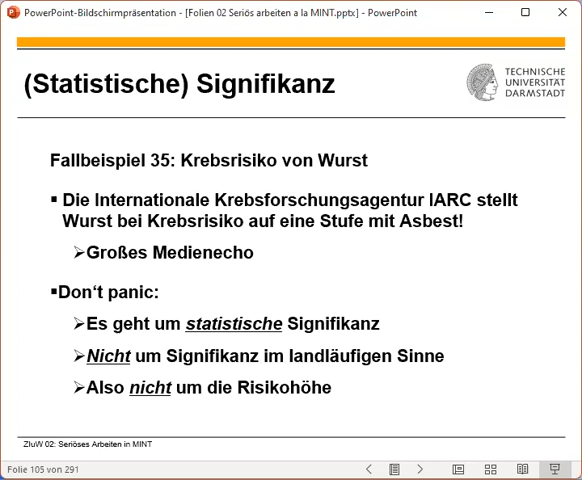 PowerPoint-Bildschirmpräsentation - [Folien 02 Seriös arbeiten a la MINT.pptx] - PowerPoint
(Statistische) Signifikanz
TECHNISCHE
UNIVERSITÄT
DARMSTADT
Fallbeispiel 35: Krebsrisiko von Wurst
▪ Die Internationale Krebsforschungsagentur IARC stellt
Wurst bei Krebsrisiko auf eine Stufe mit Asbest!
➢Großes Medienecho
▪Don‘t panic:
➢Es geht um statistische Signifikanz
➢Nicht um Signifikanz im landläufigen Sinne
➢Also nicht um die Risikohöhe
ZIuW 02: Seriöses Arbeiten in MINT
Folie 105 von 291